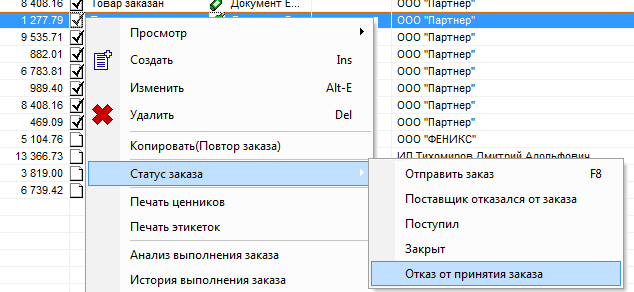 8 408.16 Товар заказан Документ Е... ООО "Партнер"
1 277.79 ООО "Партнер"
9 535.71 Просмотр ООО "Партнер"
882.01 Создать Ins ООО "Партнер"
6 783.81 ООО "Партнер"
989.40 Изменить Alt-E ООО "Партнер"
8 408.16 Удалить Del ООО "Партнер"
469.09 ООО "Партнер"
5 104.76 Копировать(Повтор заказа) ООО "ФЕНИКС"
13 366.73 ИП Тихомиров Дмитрий Адольфович
3 819.00 Статус заказа Отправить заказ F8
6 739.42 Поставщик отказался от заказа
Печать ценников
Поступил
Печать этикеток
Закрыт
Анализ выполнения заказа
Отказ от принятия заказа
История выполнения заказа